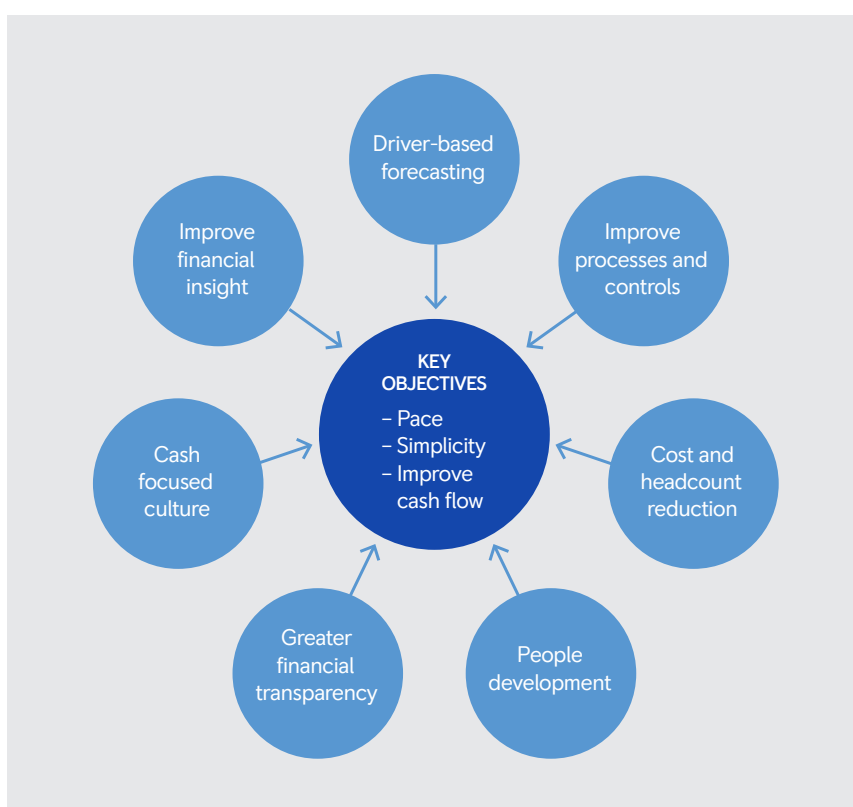 Driver-based
forecasting
Improve
financial
insight
Improve
processes and
controls
KEY
OBJECTIVES
– Pace
– Simplicity
– Improve
cash flow
Cash
focused
culture
Cost and
headcount
reduction
Greater
financial
transparency
People
development